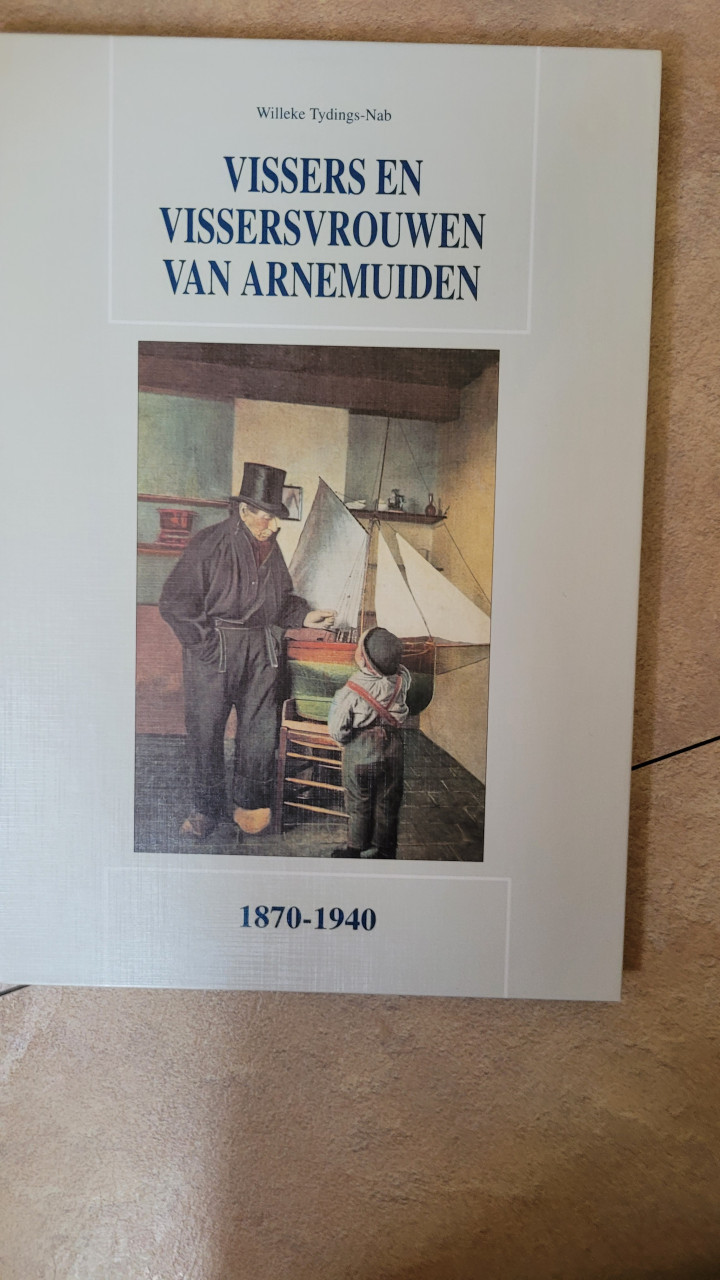 Willeke Tydings-Nab
VISSERS EN
VISSERSVROUWEN
VAN ARNEMUIDEN
1870-1940